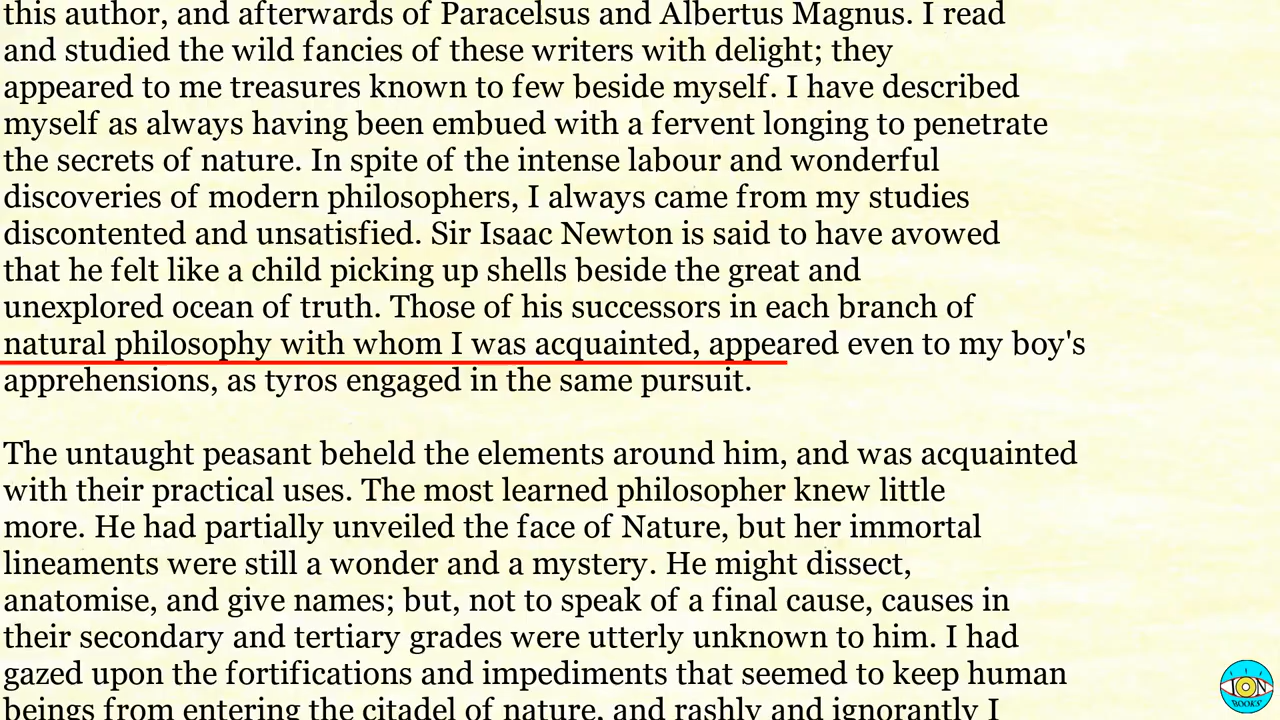 this author, and afterwards of Paracelsus and Albertus Magnus. I read
and studied the wild fancies of these writers with delight; they
appeared to me treasures known to few beside myself. I have described
myself as always having been embued with a fervent longing to penetrate
the secrets of nature. In spite of the intense labour and wonderful
discoveries of modern philosophers, I always came from my studies
discontented and unsatisfied. Sir Isaac Newton is said to have avowed
that he felt like a child picking up shells beside the great and
unexplored ocean of truth. Those of his successors in each branch of
natural philosophy with whom I was acquainted, appeared even to my boy's
apprehensions, as tyros engaged in the same pursuit.
The untaught peasant beheld the elements around him, and was acquainted
with their practical uses. The most learned philosopher knew little
more. He had partially unveiled the face of Nature, but her immortal
lineaments were still a wonder and a mystery. He might dissect,
anatomise, and give names; but, not to speak of a final cause, causes in
their secondary and tertiary grades were utterly unknown to him. I had
gazed upon the fortifications and impediments that seemed to keep human
beings from entering the citadel of nature, and rashly and ignorantly I
ION
BOOKS